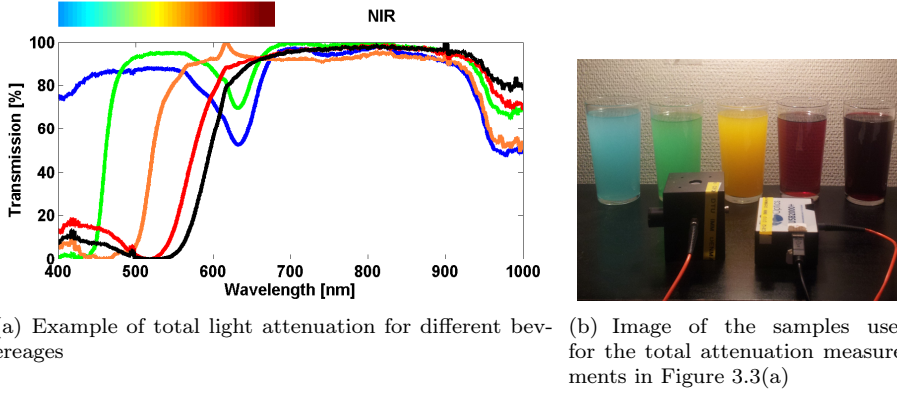 NIR
100
80
60
40
20
0
Transmission [%]
400 500 600 700 800 900 1000
Wavelength [nm]
(a) Example of total light attenuation for different bev-
ereages
USB2000+
(b) Image of the samples use
for the total attenuation measure
ments in Figure 3.3(a)